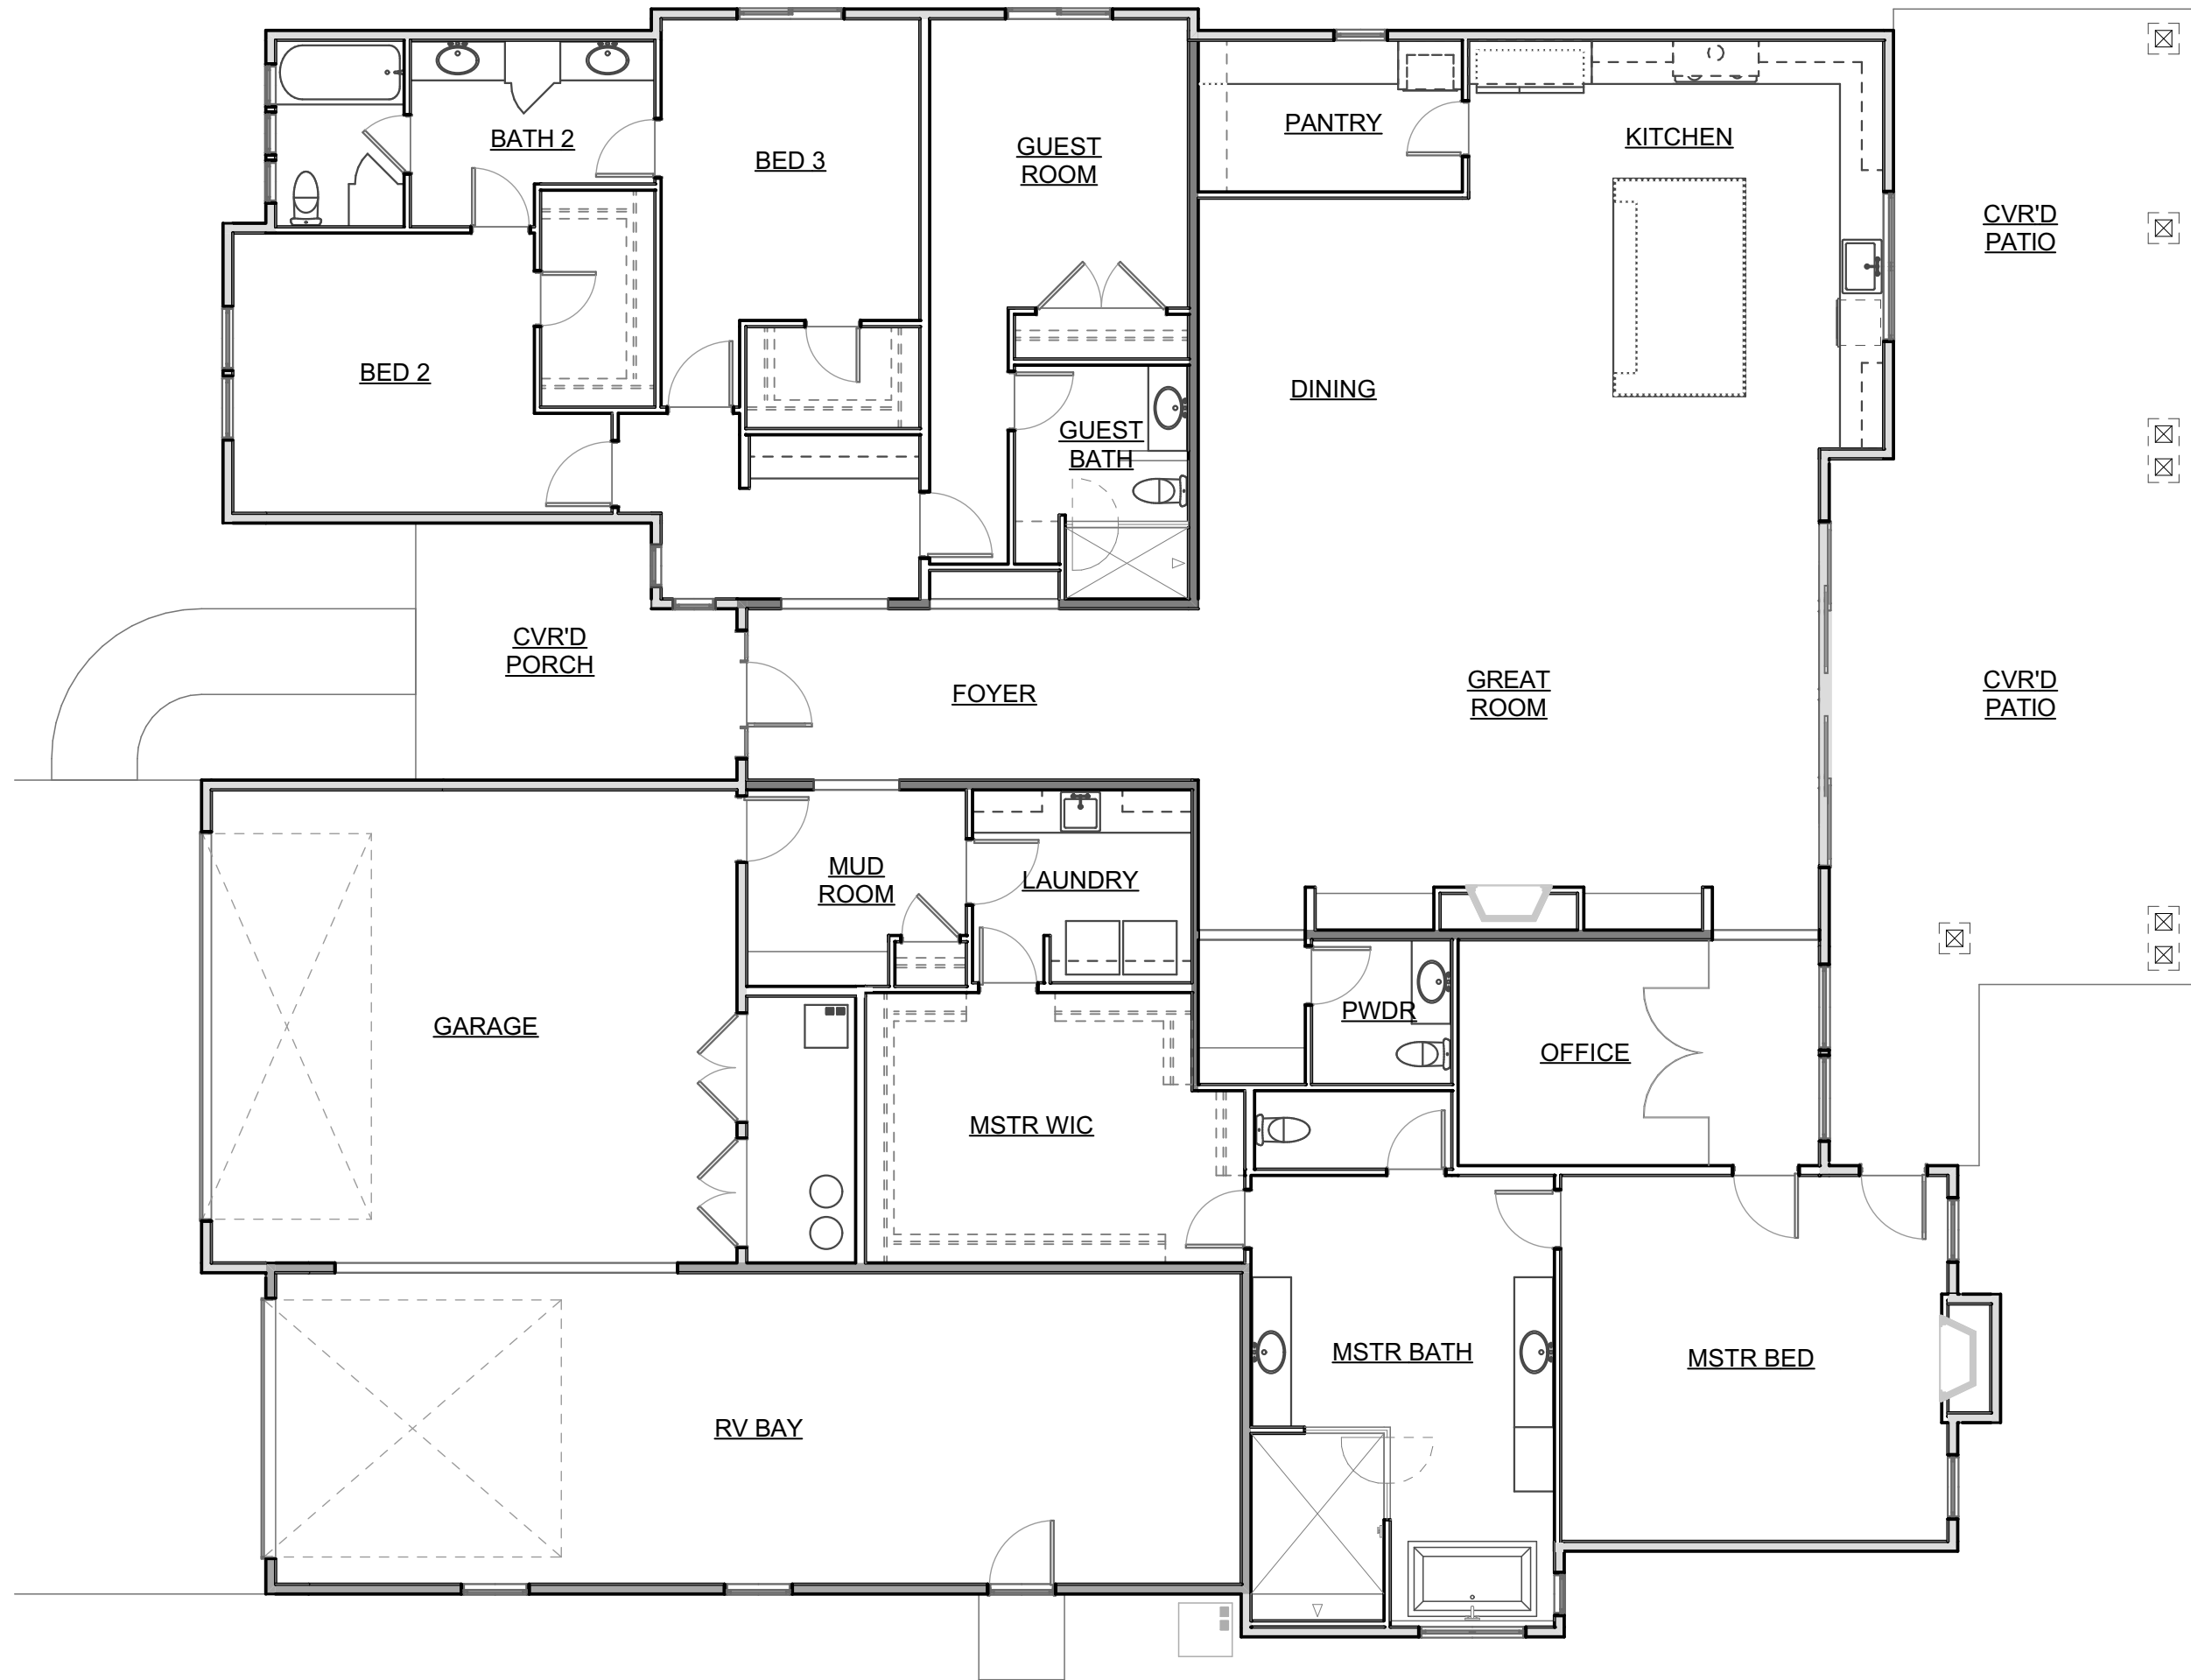 BATH 2
BED 3
GUEST
ROOM
PANTRY
KITCHEN
CVR'D
PATIO
BED 2
DINING
GUEST
BATH
CVR'D
PORCH
FOYER
GREAT
ROOM
CVR'D
PATIO
MUD
ROOM
LAUNDRY
GARAGE
PWDR
OFFICE
MSTR WIC
MSTR BATH
MSTR BED
RV BAY